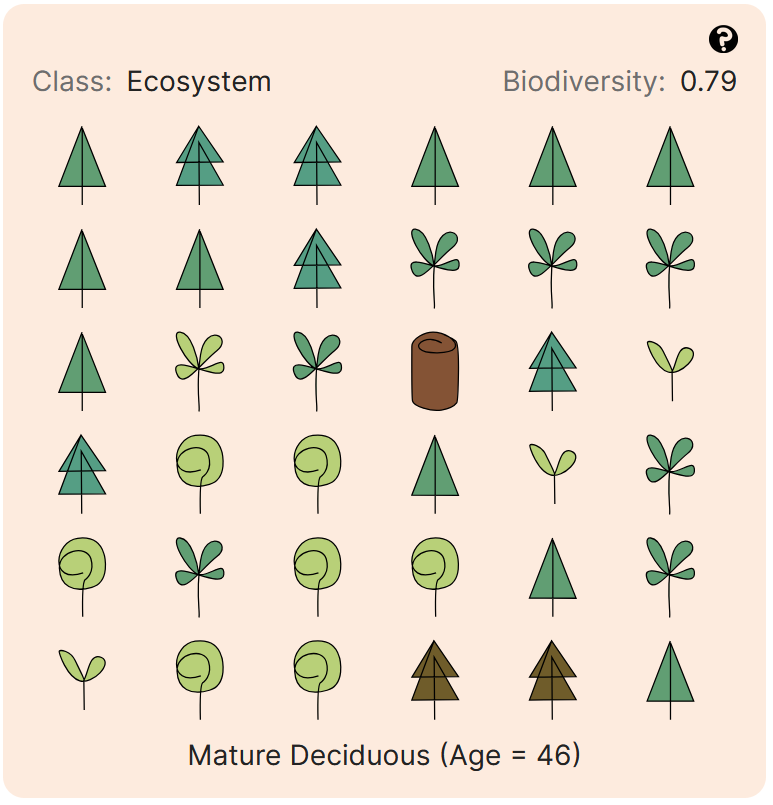 ?
Class: Ecosystem
Biodiversity: 0.79
Mature Deciduous (Age = 46)